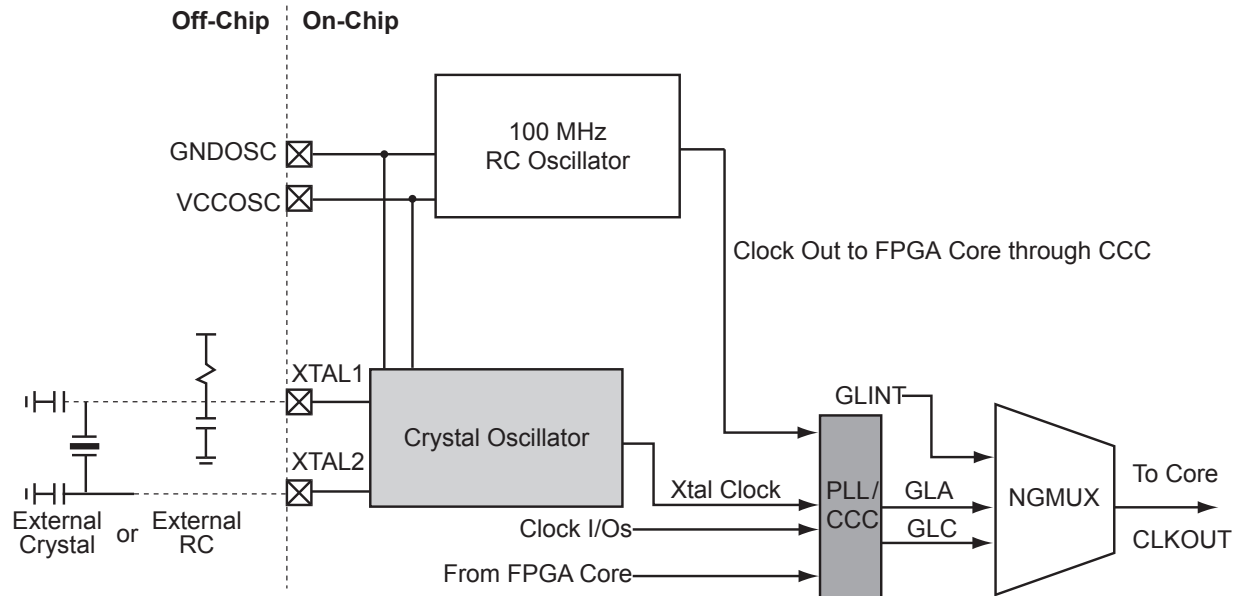 Off-Chip
On-Chip
100 MHz
RC Oscillator
GNDOSC
VCCOSC
Clock Out to FPGA Core through CCC
XTAL1
Crystal Oscillator
XTAL2
GLINT
Xtal Clock
PLL/
CCC
GLA
GLC
NGMUX
To Core
CLKOUT
External
Crystal
or
External
RC
Clock I/Os
From FPGA Core